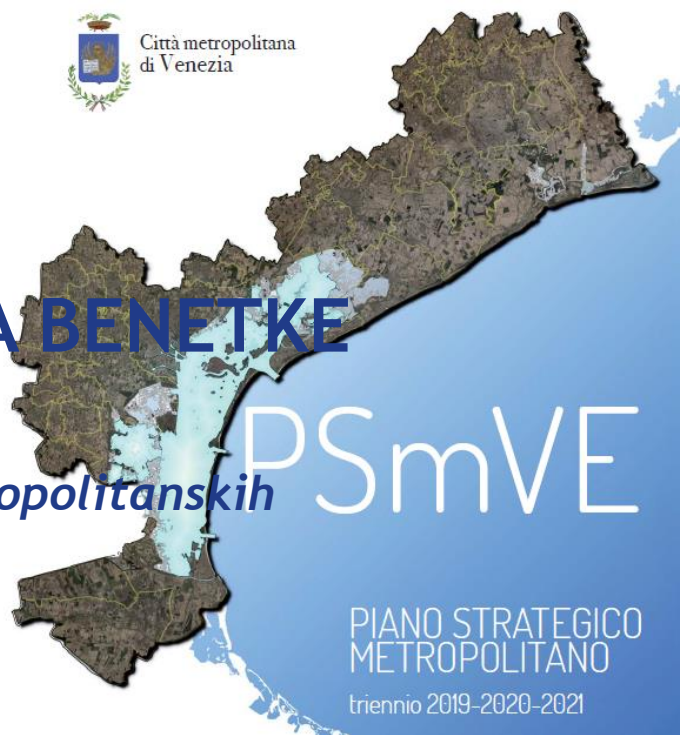 Città metropolitana
di Venezia
A BENETKE
opolitanskih
PSmVE
PIANO STRATEGICO
METROPOLITANO
triennio 2019-2020-2021